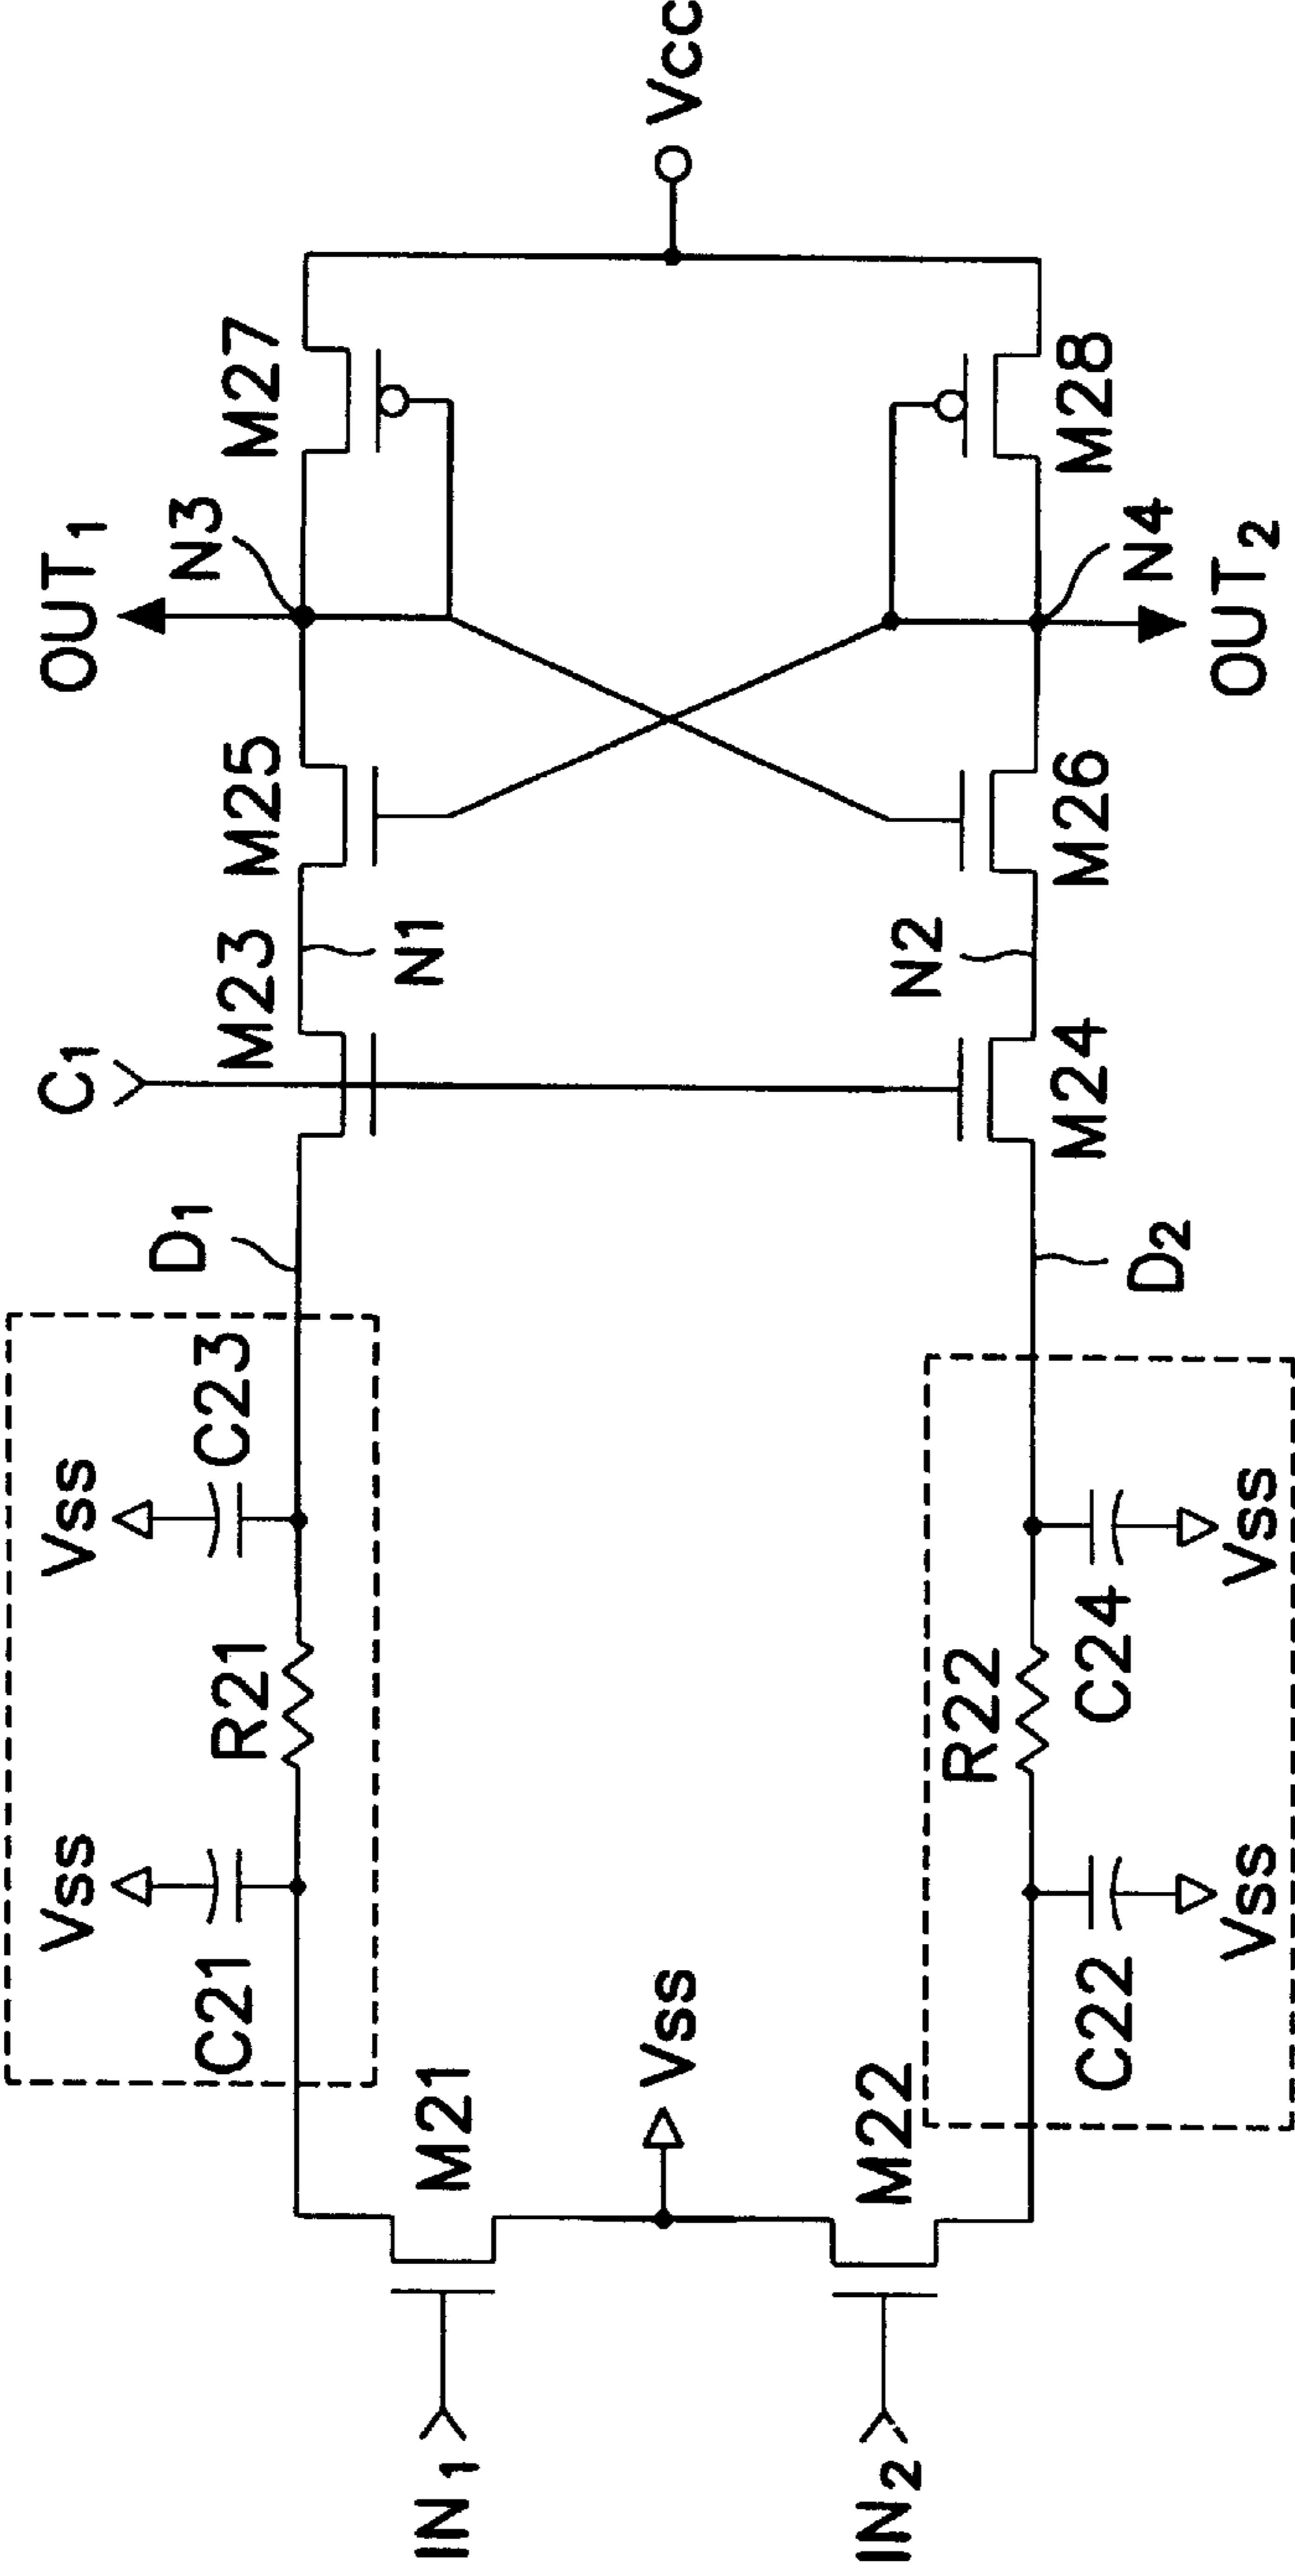 OUT1
N3
M27
Vcc
M28
N4
OUT2
M25
M26
C1
M23
N1
N2
M24
D1
D2
Vss
C23
R21
Vss
C21
Vss
C24
R22
Vss
C22
M21
Vss
M22
IN1
IN2